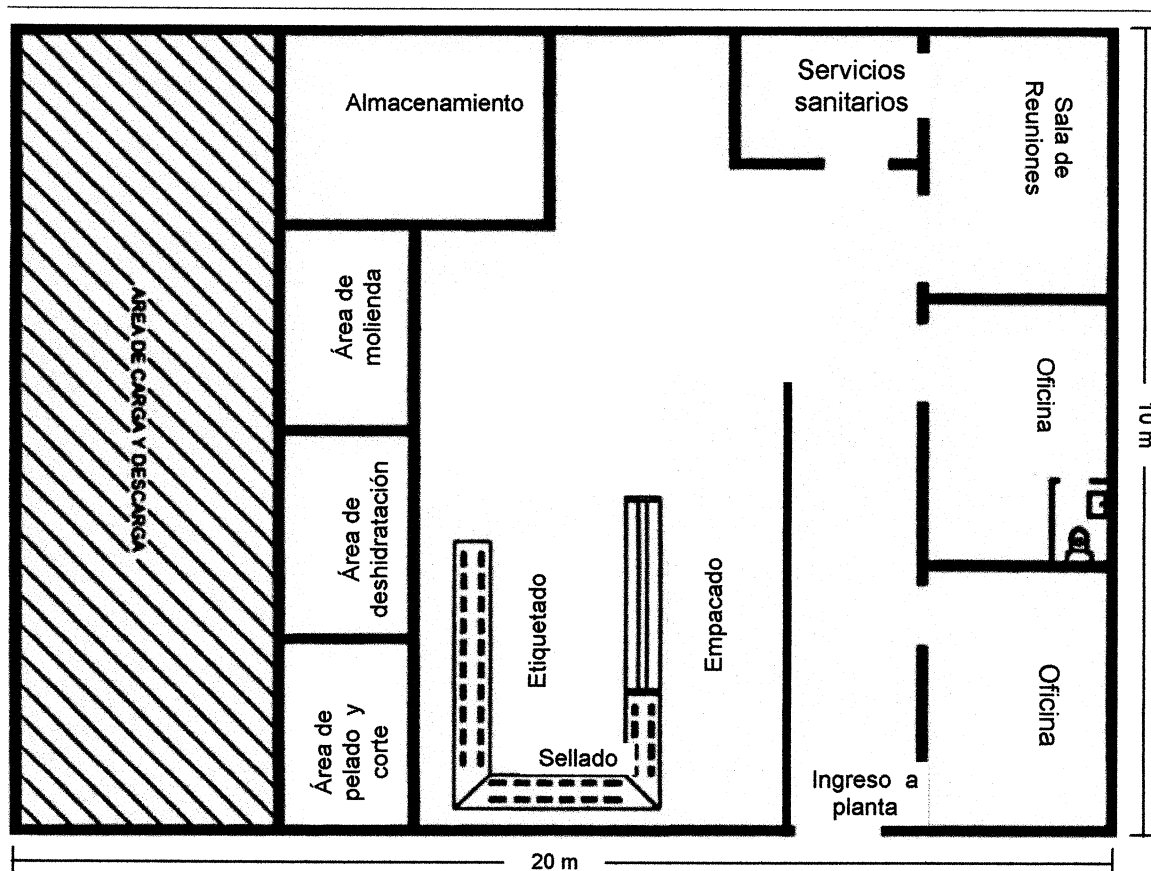 Almacenamiento
Servicios
sanitarios
Sala de
Reuniones
Área de
molienda
AREA DE CARGA Y DESCARGA
Oficina
10 m
Área de
deshidratación
Etiquetado
Empacado
Oficina
Área de
pelado y
corte
Sellado
Ingreso a
planta
20 m